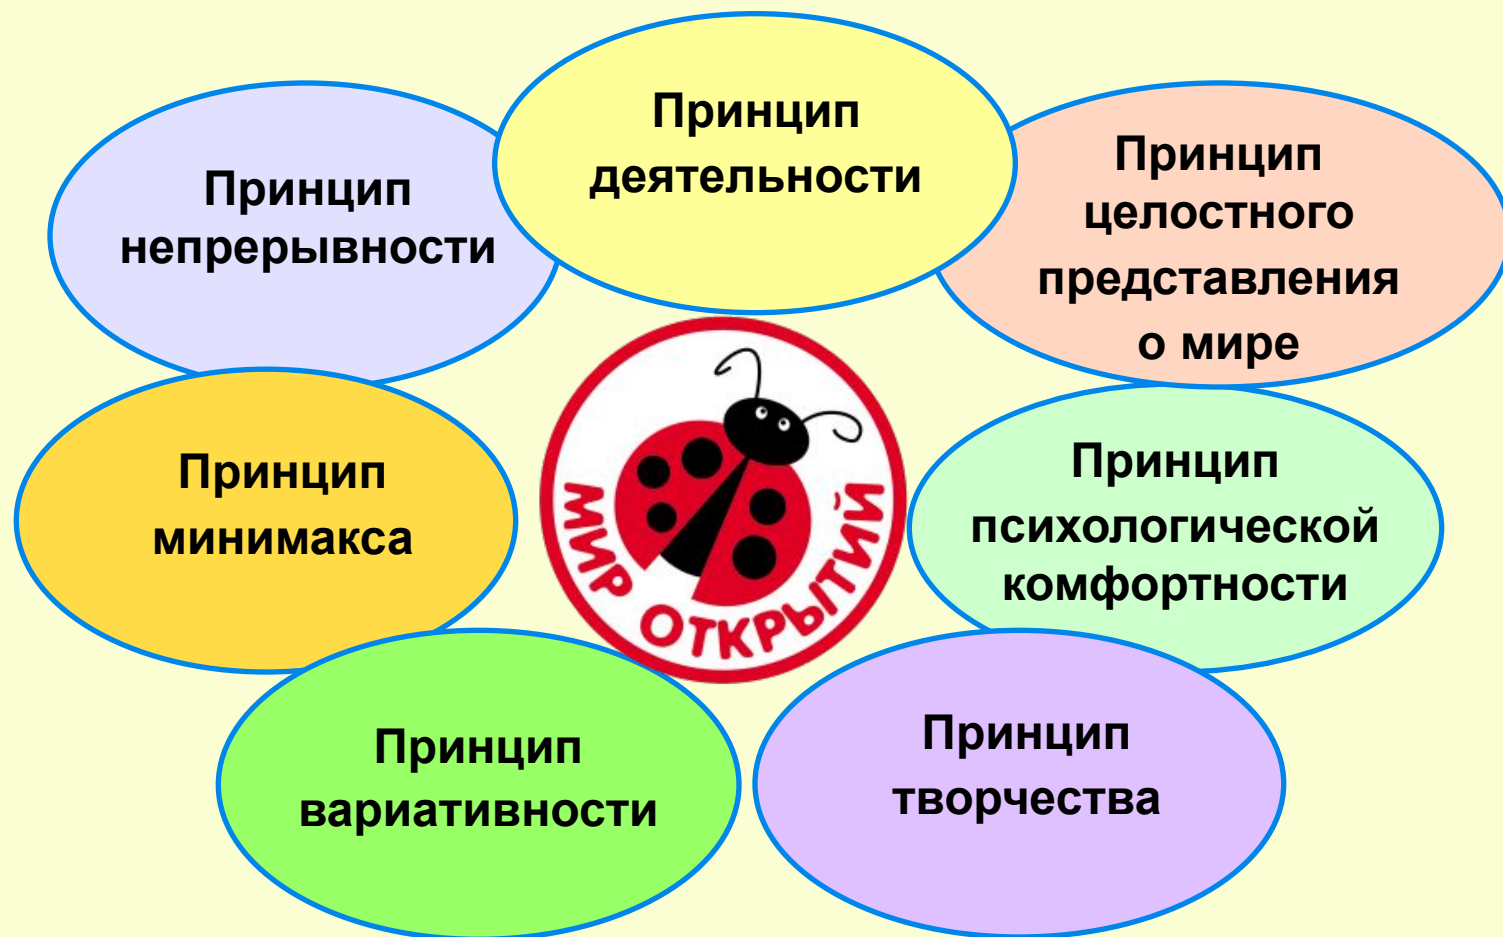 Принцип
деятельности
Принцип
непрерывности
Принцип
целостного
представления
о мире
Принцип
минимакса
Принцип
психологической
комфортности
МИР ОТКРЫТИЙ
Принцип
вариативности
Принцип
творчества